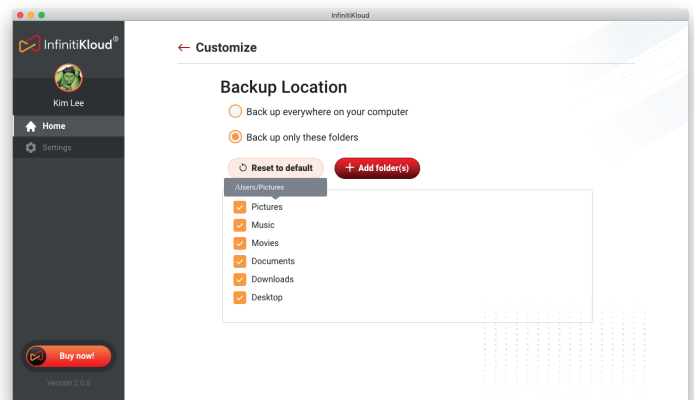 InfinitiKloud
InfinitiKloud®
Kim Lee
Home
Settings
Buy now!
Version 2.0.0
← Customize
Backup Location
Back up everywhere on your computer
Back up only these folders
Reset to default
+ Add folder(s)
/Users/Pictures
Pictures
Music
Movies
Documents
Downloads
Desktop